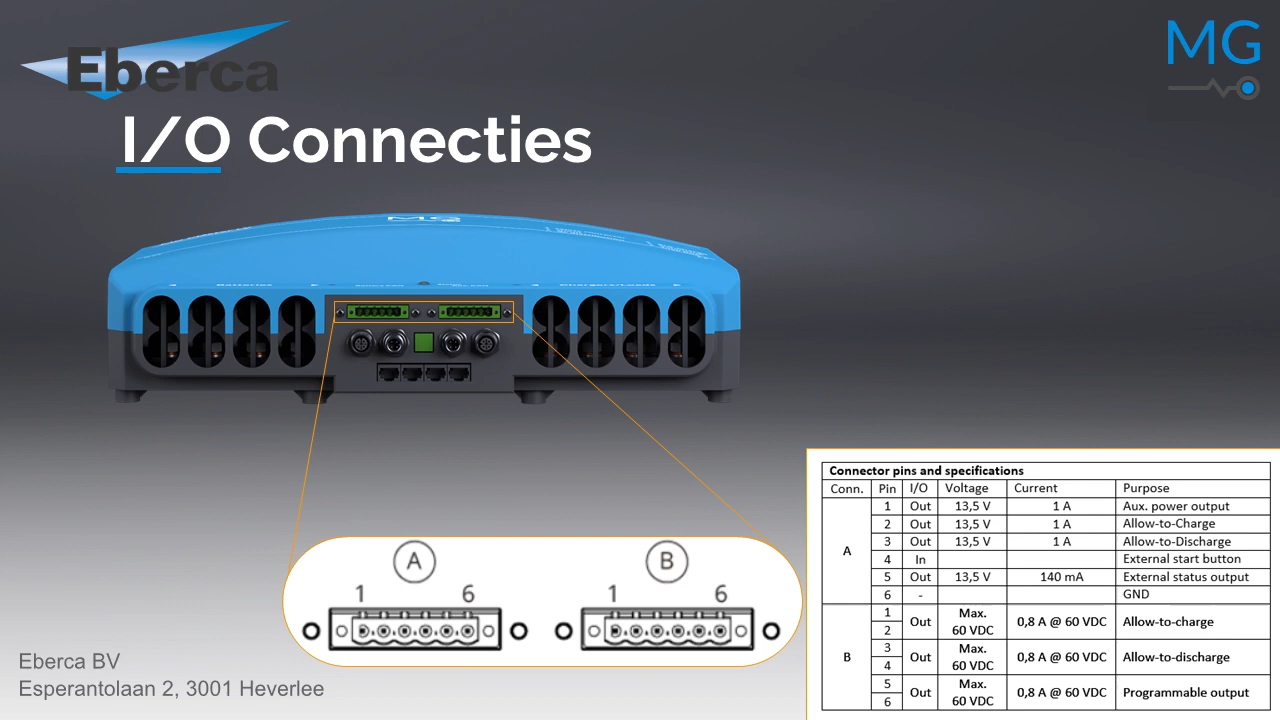 Eberca
MG
I/O Connecties
MG
Batteries
Chargers/Loads
A
B
1 6
1 6
Connector pins and specifications
Conn. Pin I/O Voltage Current Purpose
A
1 Out 13,5 V 1 A Aux. power output
2 Out 13,5 V 1 A Allow-to-Charge
3 Out 13,5 V 1 A Allow-to-Discharge
4 In External start button
5 Out 13,5 V 140 mA External status output
6 - GND
B
1 2 Out Max. 60 VDC 0,8 A @ 60 VDC Allow-to-charge
3 4 Out Max. 60 VDC 0,8 A @ 60 VDC Allow-to-discharge
5 6 Out Max. 60 VDC 0,8 A @ 60 VDC Programmable output
Eberca BV
Esperantolaan 2, 3001 Heverlee